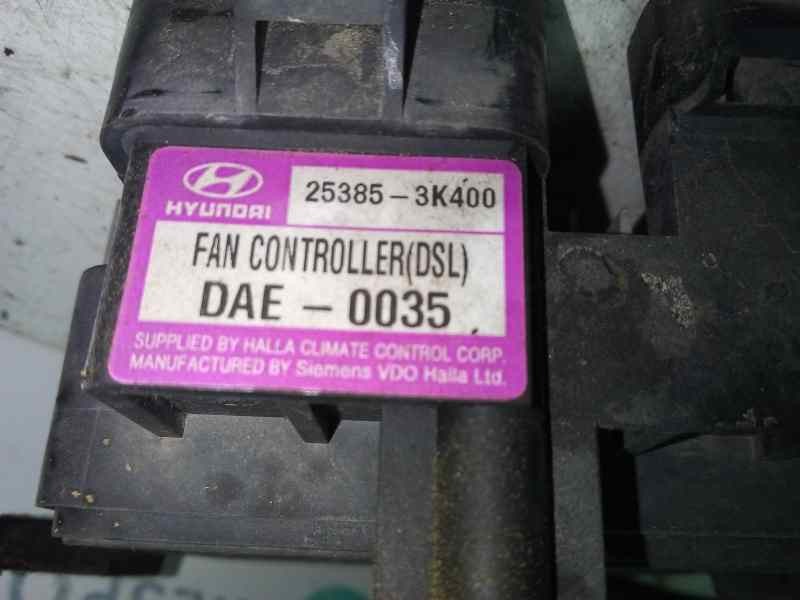 HYUNDAI
25385-3K400
FAN CONTROLLER(DSL)
DAE - 0035
SUPPLIED BY HALLA CLIMATE CONTROL CORP.
MANUFACTURED BY Siemens VDO Halla Ltd.